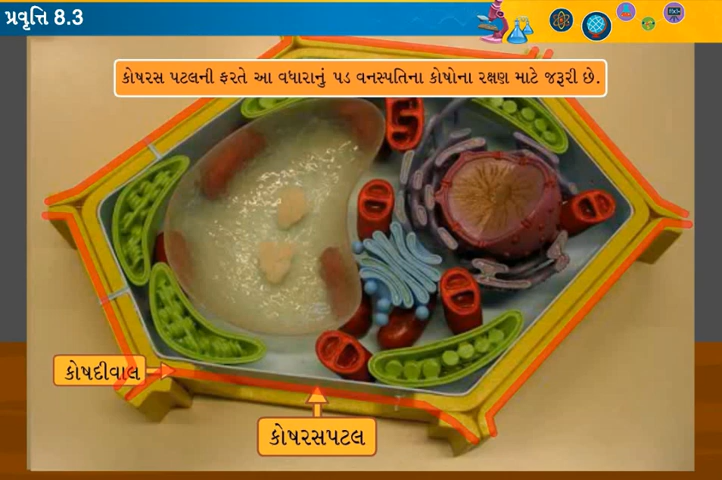 પ્રવૃત્તિ 8.3
કોષરસ પટલની ફરતે આ વધારાનું પડ વનસ્પતિના કોષોના રક્ષણ માટે જરૂરી છે.
કોષદીવાલ
કોષરસપટલ